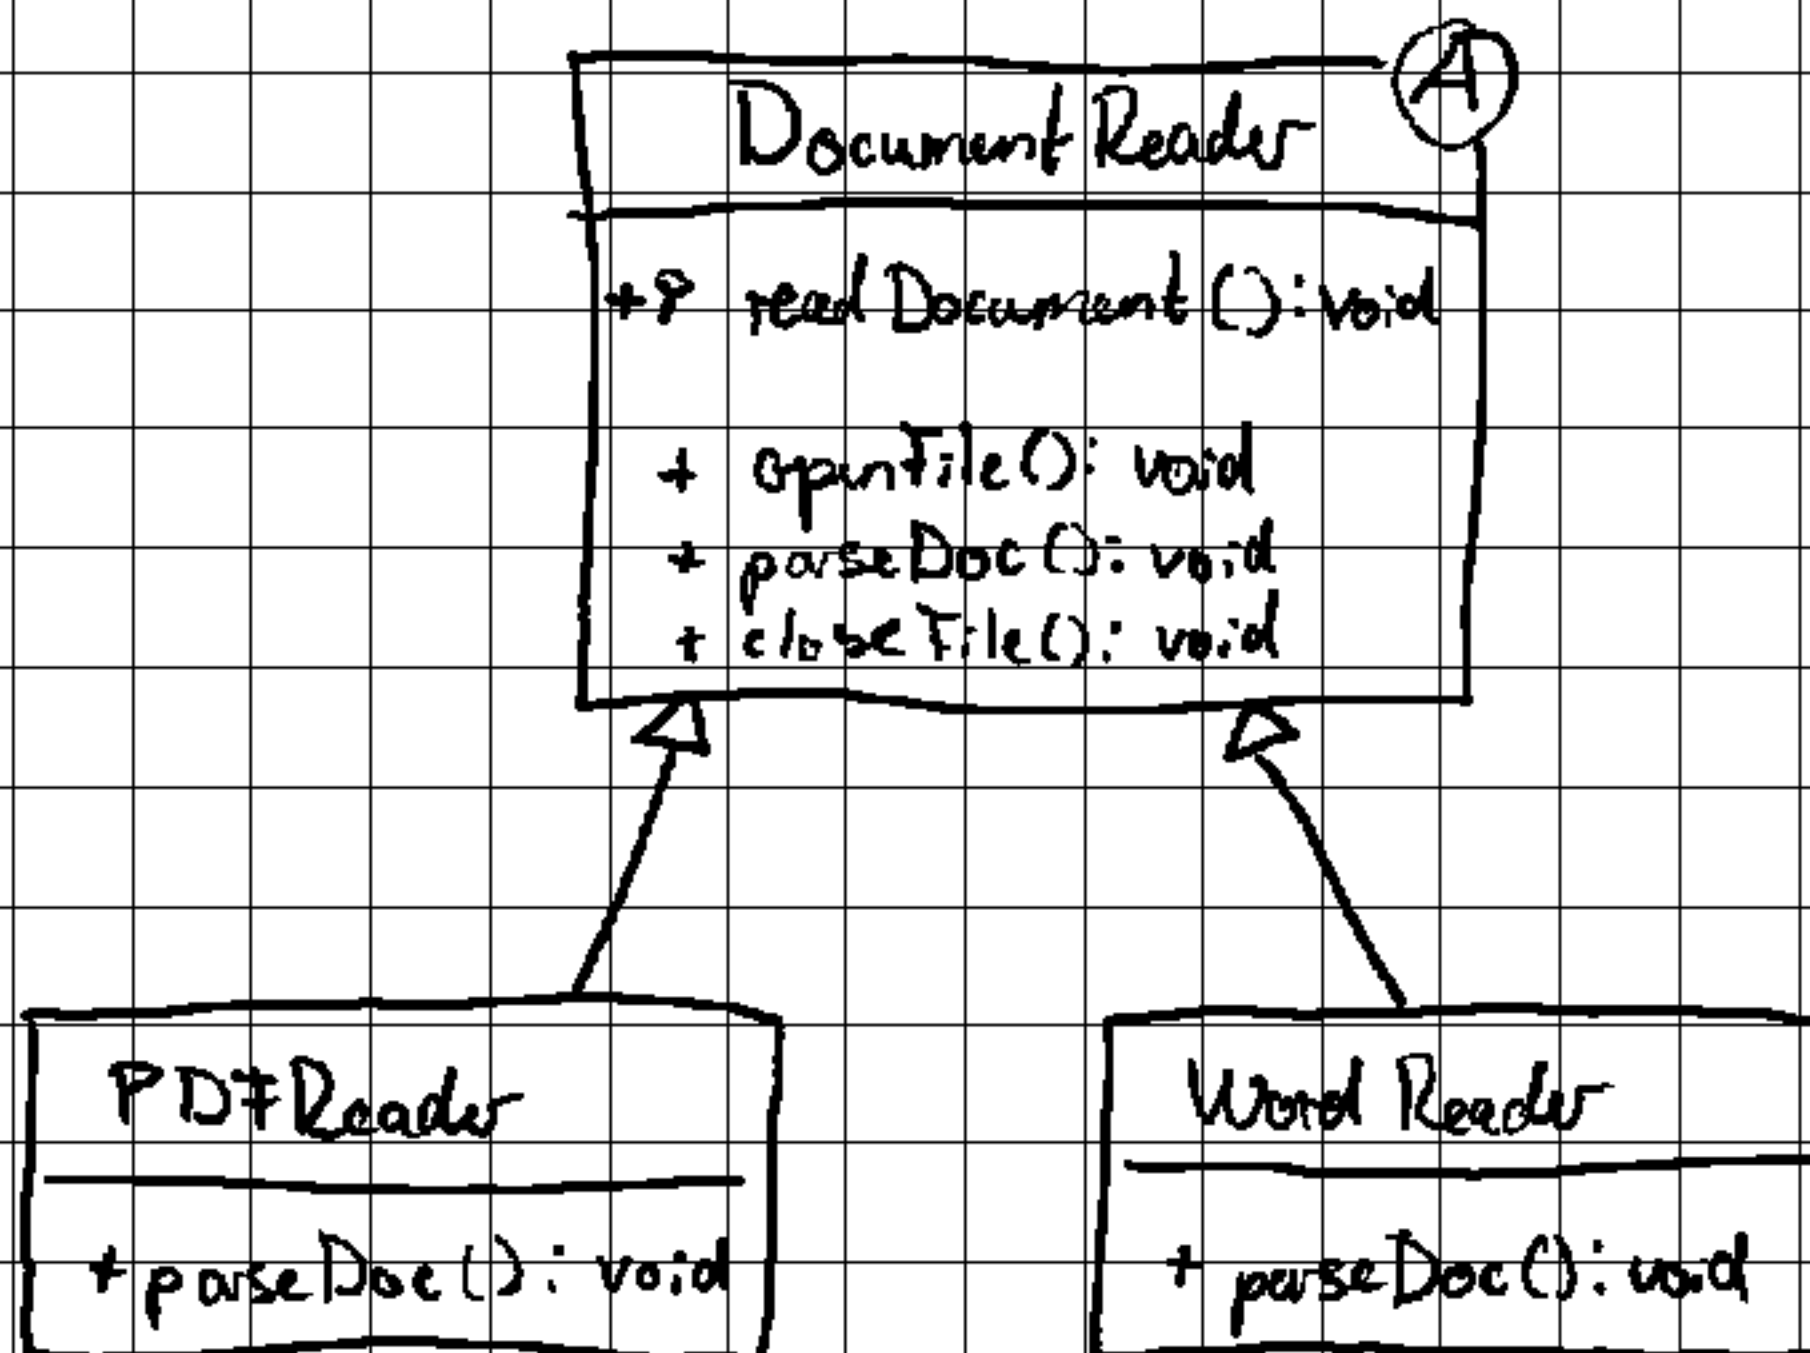 A
DocumentReader
+ readDocument(): void
+ openFile(): void
+ parseDoc(): void
+ closeFile(): void
PDFReader
WordReader
+ parseDoc(): void
+ parseDoc(): void